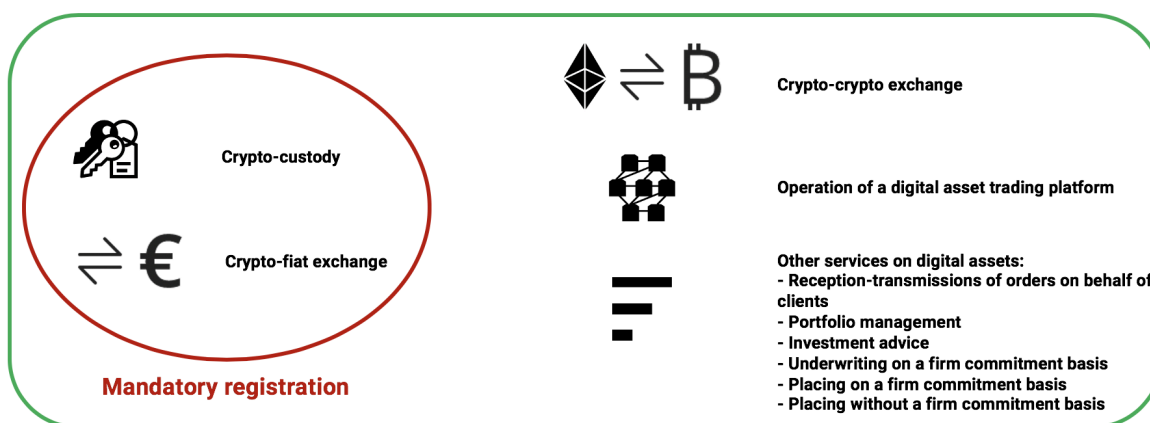 Crypto-custody
Crypto-fiat exchange
Mandatory registration
Crypto-crypto exchange
Operation of a digital asset trading platform
Other services on digital assets:
- Reception-transmissions of orders on behalf of
clients
- Portfolio management
- Investment advice
- Underwriting on a firm commitment basis
- Placing on a firm commitment basis
- Placing without a firm commitment basis